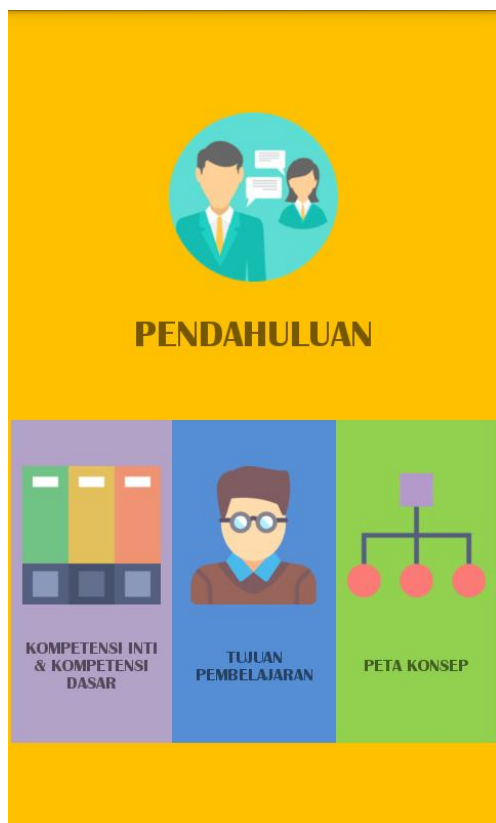 PENDAHULUAN
KOMPETENSI INTI
& KOMPETENSI
DASAR
TUJUAN
PEMBELAJARAN
PETA KONSEP